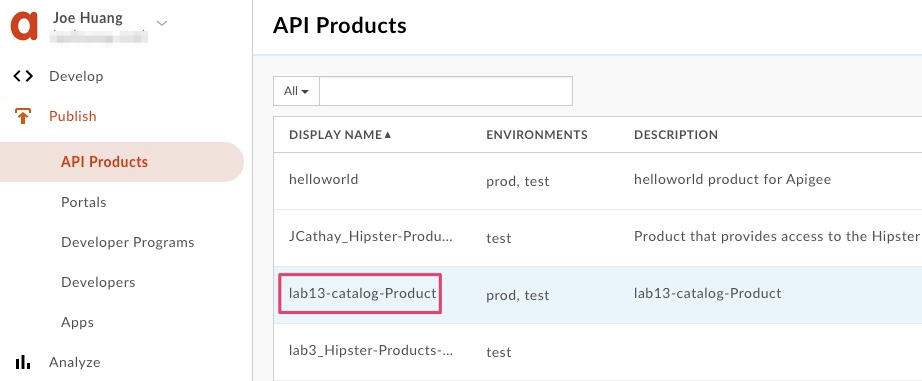 Joe Huang
API Products
Develop
Publish
API Products
Portals
Developer Programs
Developers
Apps
Analyze
All
DISPLAY NAME ENVIRONMENTS DESCRIPTION
helloworld prod, test helloworld product for Apigee
JCathay_Hipster-Produ... test Product that provides access to the Hipster
lab13-catalog-Product prod, test lab13-catalog-Product
lab3_Hipster-Products-... test